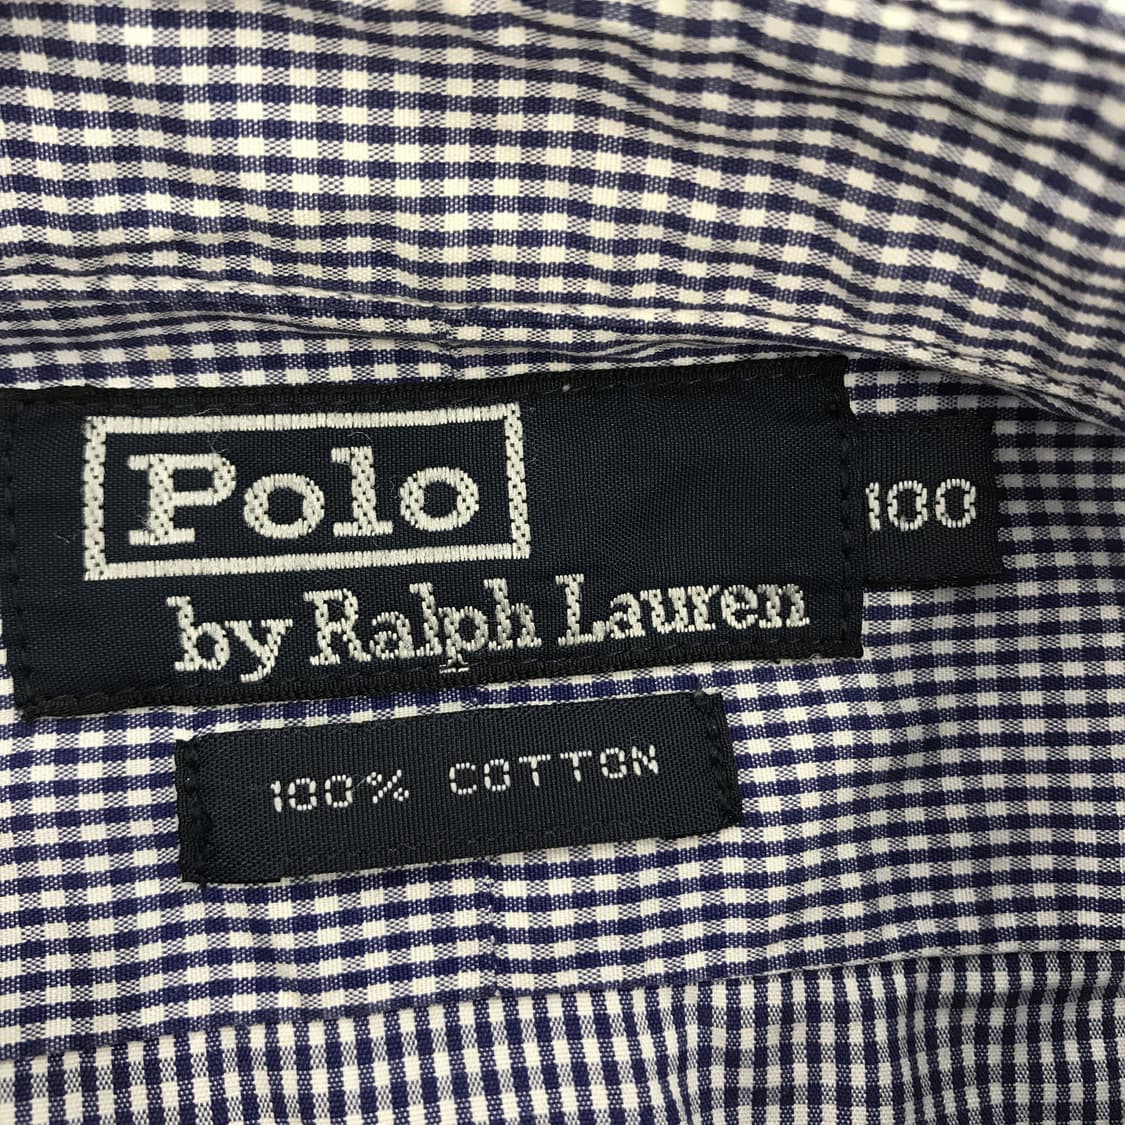 Polo
by Ralph Lauren
100
100% COTTON